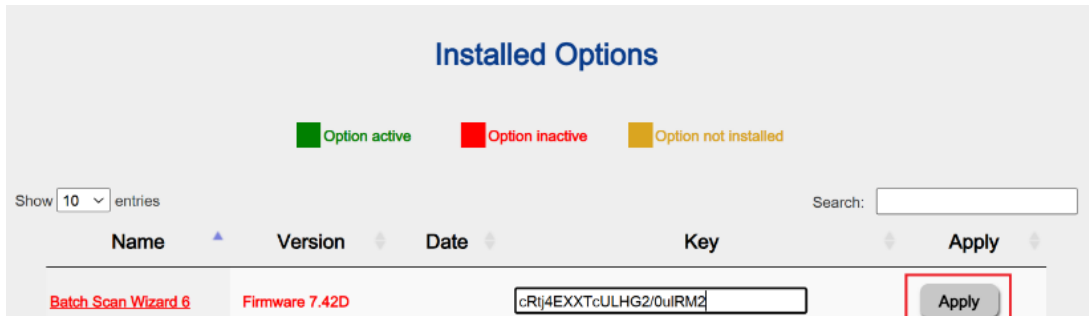 Installed Options
Option active Option inactive Option not installed
Show 10 entries Search:
Name Version Date Key Apply
Batch Scan Wizard 6 Firmware 7.42D cRtj4EXXTcULHG2/0ulRM2 Apply